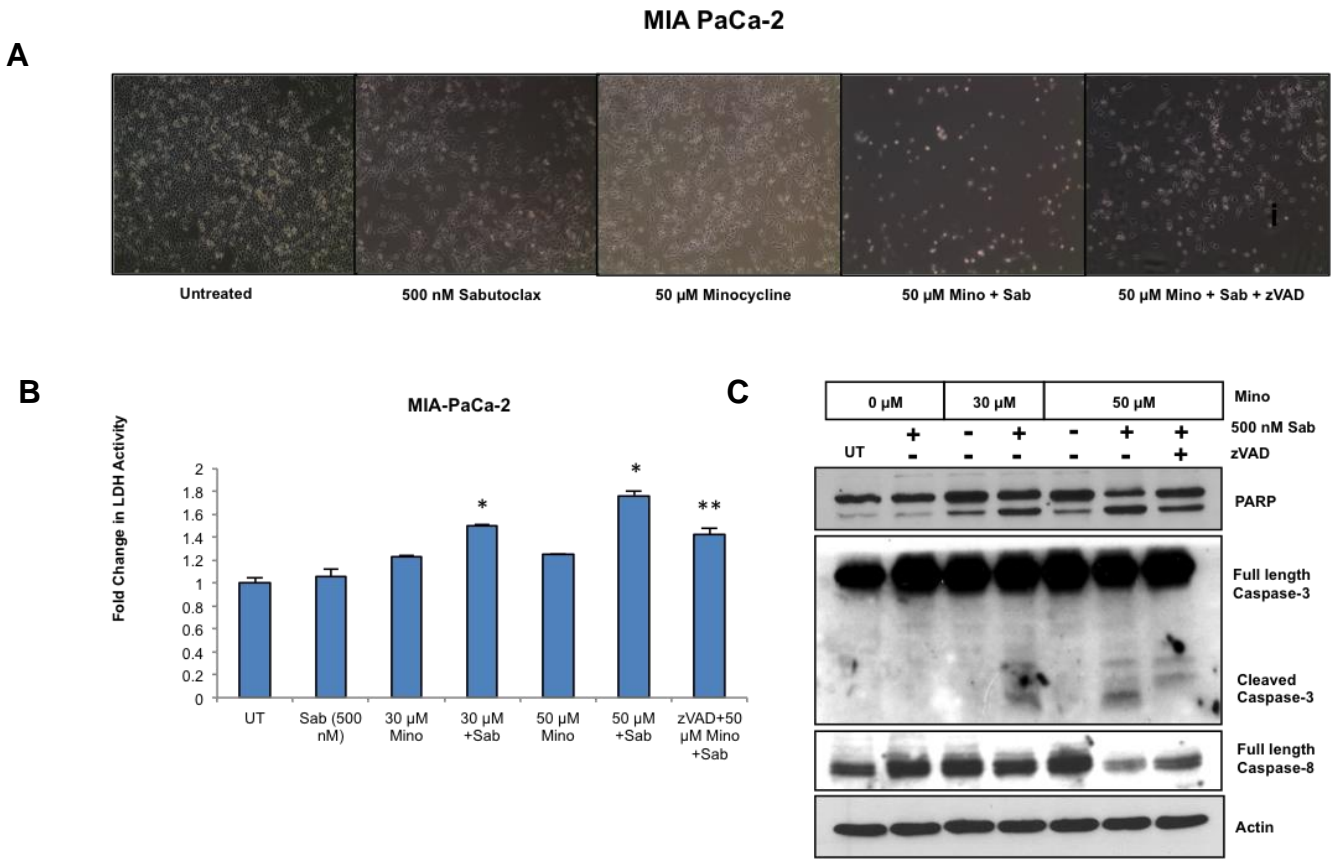 MIA PaCa-2
A
i
Untreated
500 nM Sabutoclax
50 µM Minocycline
50 µM Mino + Sab
50 µM Mino + Sab + zVAD
B
MIA-PaCa-2
Fold Change in LDH Activity
2
1.8
1.6
1.4
1.2
1
0.8
0.6
0.4
0.2
0
*
*
**
UT
Sab (500
nM)
30 µM
Mino
30 µM
+Sab
50 µM
Mino
50 µM
+Sab
zVAD+50
µM Mino
+Sab
C
0 µM 30 µM 50 µM Mino
+ - + - + + 500 nM Sab
UT - - - - - + zVAD
PARP
Full length
Caspase-3
Cleaved
Caspase-3
Full length
Caspase-8
Actin